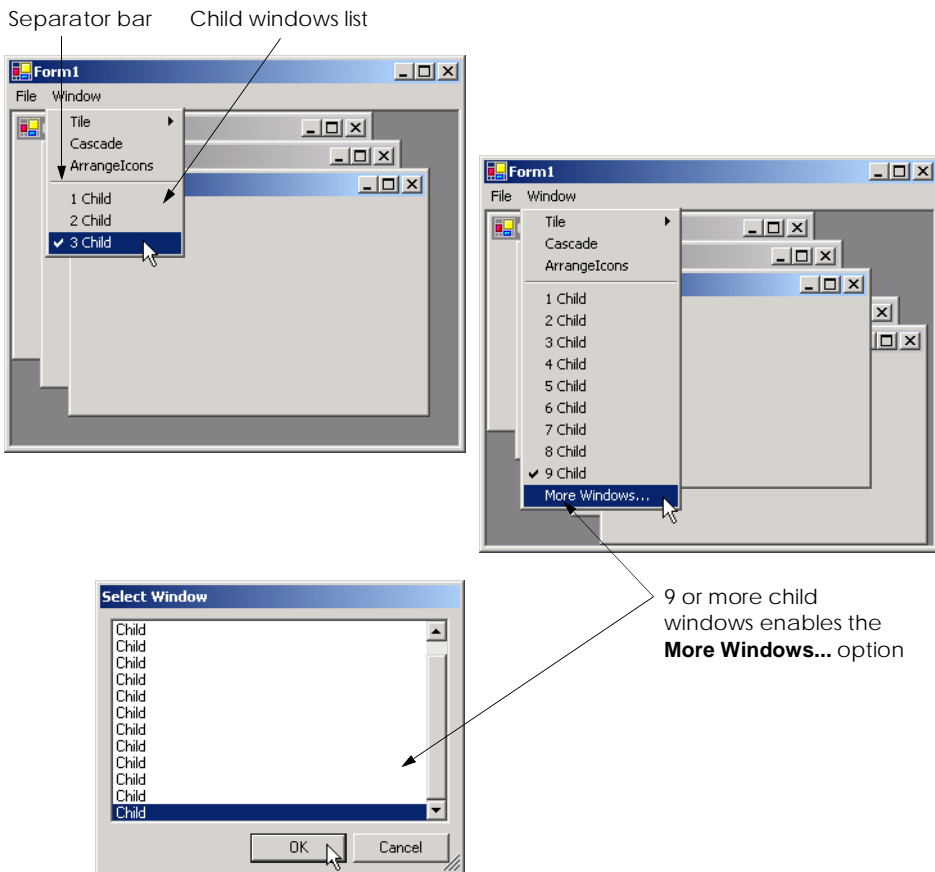 Separator bar
Child windows list
Form1
File Window
Tile
Cascade
ArrangeIcons
1 Child
2 Child
3 Child
Form1
File Window
Tile
Cascade
ArrangeIcons
1 Child
2 Child
3 Child
4 Child
5 Child
6 Child
7 Child
8 Child
9 Child
More Windows...
9 or more child
windows enables the
More Windows... option
Select Window
Child
Child
Child
Child
Child
Child
Child
Child
Child
Child
Child
Child
OK
Cancel